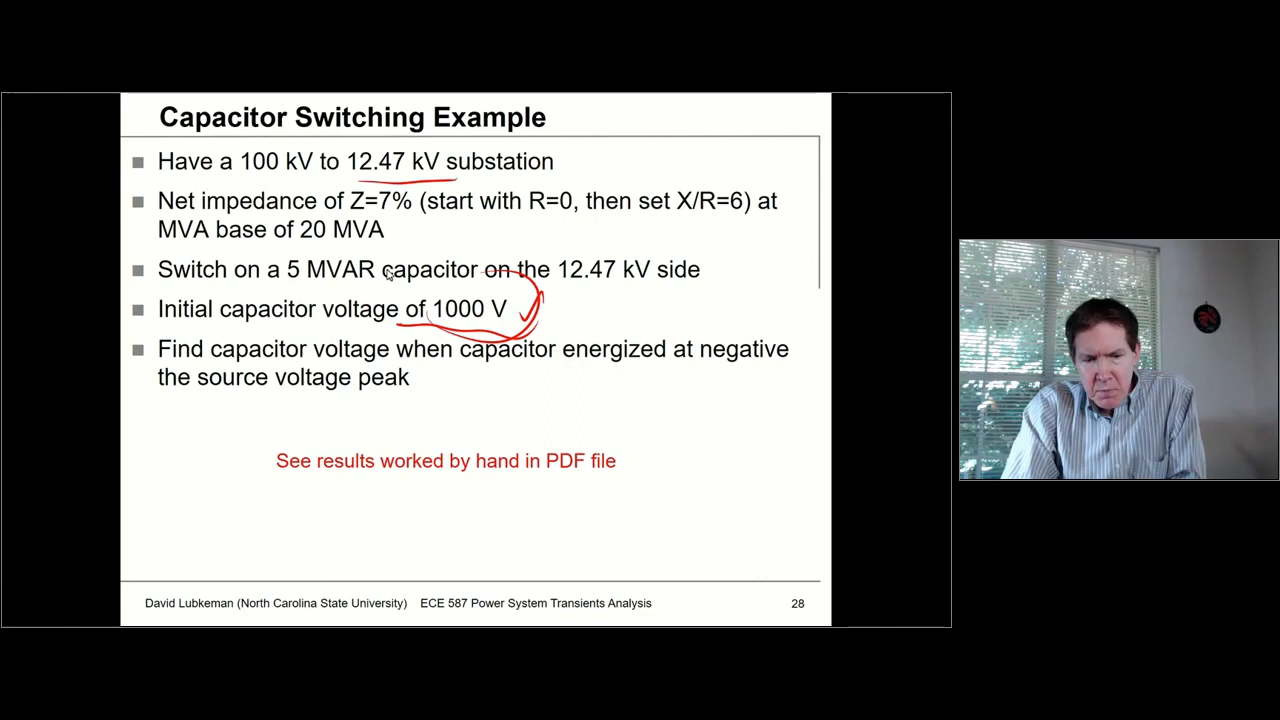 Capacitor Switching Example
Have a 100 kV to 12.47 kV substation
Net impedance of Z=7% (start with R=0, then set X/R=6) at
MVA base of 20 MVA
Switch on a 5 MVAR capacitor on the 12.47 kV side
Initial capacitor voltage of 1000 V
Find capacitor voltage when capacitor energized at negative
the source voltage peak
See results worked by hand in PDF file
David Lubkeman (North Carolina State University) ECE 587 Power System Transients Analysis 28